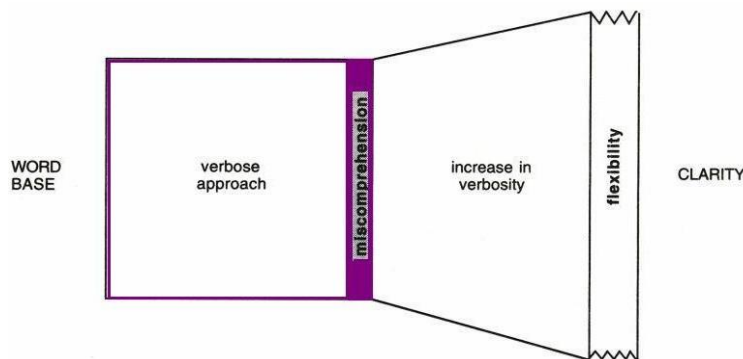 WORD
BASE
verbose
approach
miscomprehension
increase in
verbosity
flexibility
CLARITY